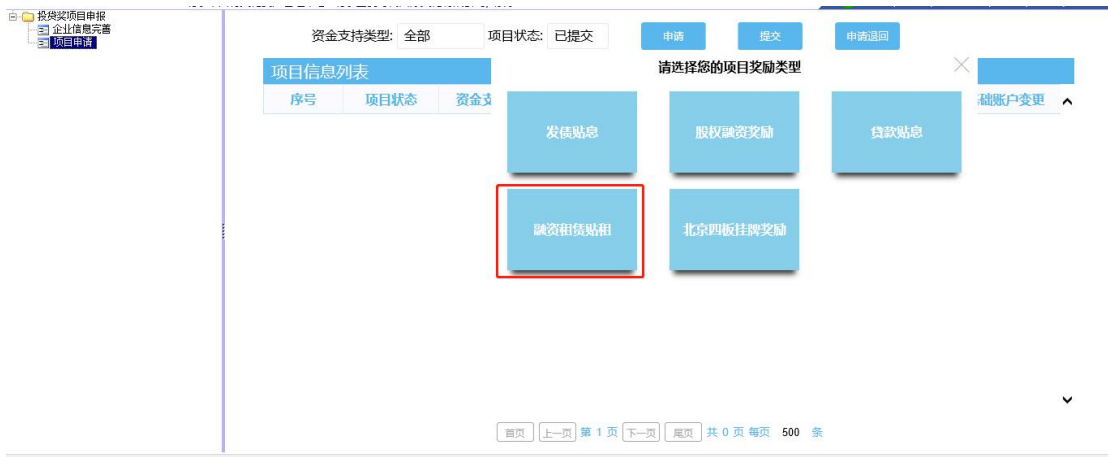 投贷奖项目申报
企业信息完善
项目申请
资金支持类型: 全部 项目状态: 已提交 申请 提交 申请退回
请选择您的项目奖励类型
项目信息列表
序号 项目状态 资金支 础账户变更
发债贴息 股权融资奖励 贷款贴息
融资租赁贴租 北京四板挂牌奖励
首页 上一页 第 1 页 下一页 尾页 共 0 页 每页 500 条